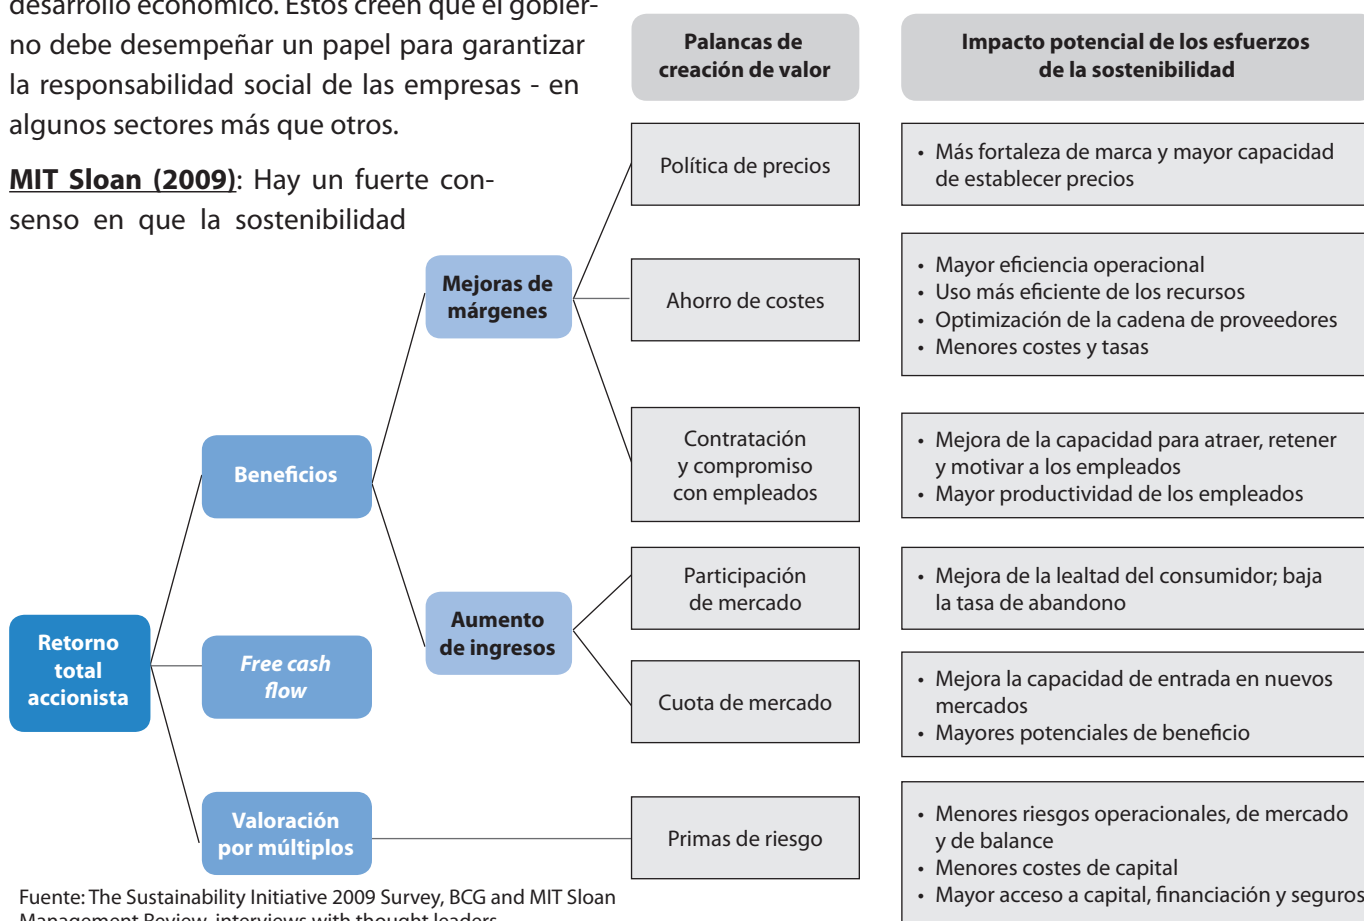 desarrollo económico. Estos creen que el gobier-
no debe desempeñar un papel para garantizar
la responsabilidad social de las empresas - en
algunos sectores más que otros.
MIT Sloan (2009): Hay un fuerte con-
senso en que la sostenibilidad
Palancas de
creación de valor
Impacto potencial de los esfuerzos
de la sostenibilidad
Política de precios
• Más fortaleza de marca y mayor capacidad
de establecer precios
Mejoras de
márgenes
Ahorro de costes
• Mayor eficiencia operacional
• Uso más eficiente de los recursos
• Optimización de la cadena de proveedores
• Menores costes y tasas
Beneficios
Contratación
y compromiso
con empleados
• Mejora de la capacidad para atraer, retener
y motivar a los empleados
• Mayor productividad de los empleados
Participación
de mercado
• Mejora de la lealtad del consumidor; baja
la tasa de abandono
Aumento
de ingresos
Retorno
total
accionista
Free cash
flow
Cuota de mercado
• Mejora la capacidad de entrada en nuevos
mercados
• Mayores potenciales de beneficio
Valoración
por múltiplos
Primas de riesgo
• Menores riesgos operacionales, de mercado
y de balance
• Menores costes de capital
• Mayor acceso a capital, financiación y seguros
Fuente: The Sustainability Initiative 2009 Survey, BCG and MIT Sloan
Management Review, interviews with thought leaders